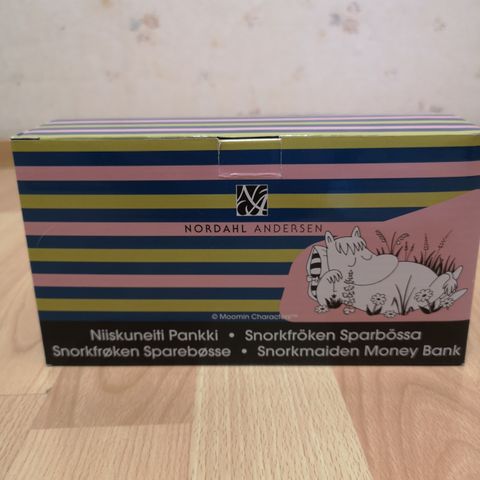 NORDAHL ANDERSEN
© Moomin Characters™
Niiskuneiti Pankki • Snorkfröken Sparbössa
Snorkfrøken Sparebøsse • Snorkmaiden Money Bank